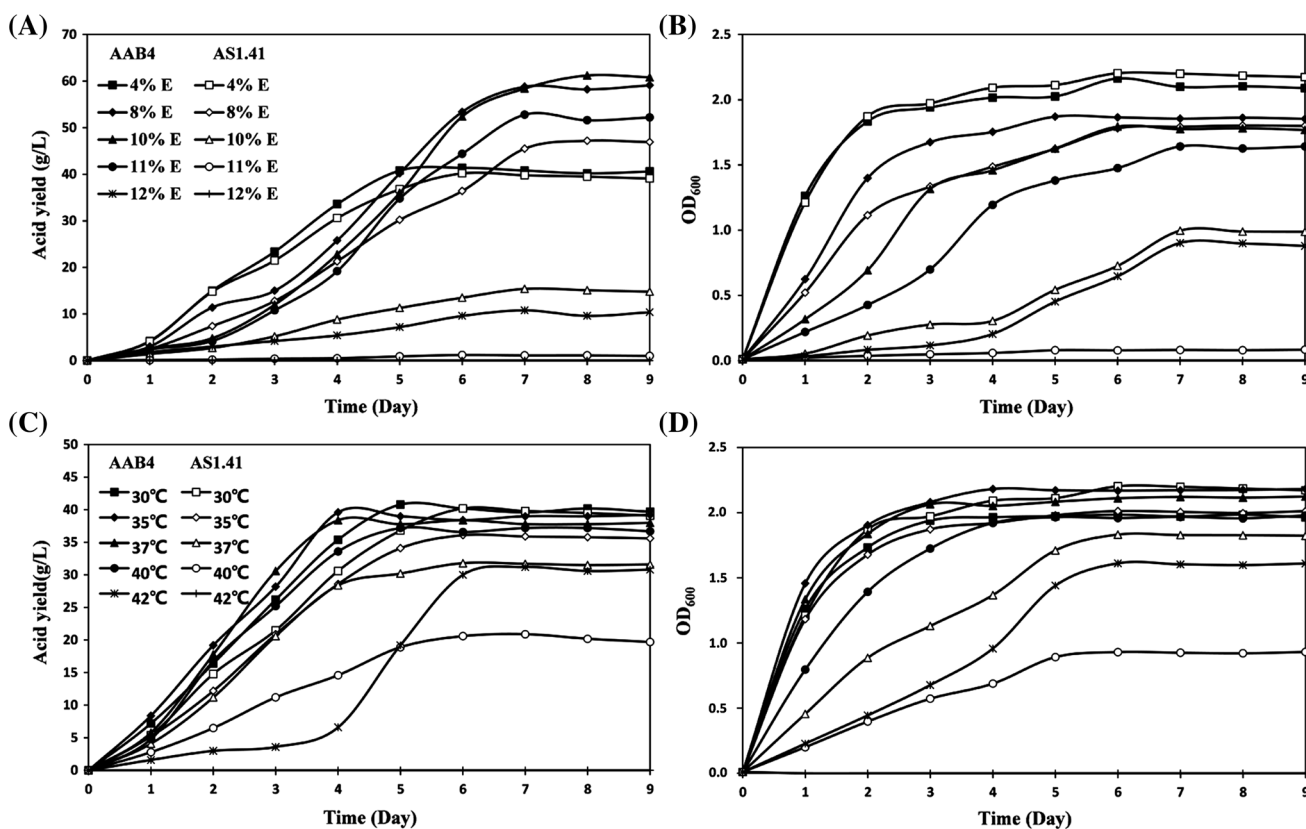 (A)
Acid yield (g/L)
70
60
50
40
30
20
10
0
AAB4 AS1.41
4% E 4% E
8% E 8% E
10% E 10% E
11% E 11% E
12% E 12% E
0 1 2 3 4 5 6 7 8 9
Time (Day)
(B)
OD600
2.5
2.0
1.5
1.0
0.5
0.0
0 1 2 3 4 5 6 7 8 9
Time (Day)
(C)
Acid yield(g/L)
50
45
40
35
30
25
20
15
10
5
0
AAB4 AS1.41
30℃ 30℃
35℃ 35℃
37℃ 37℃
40℃ 40℃
42℃ 42℃
0 1 2 3 4 5 6 7 8 9
Time (Day)
(D)
OD600
2.5
2.0
1.5
1.0
0.5
0.0
0 1 2 3 4 5 6 7 8 9
Time (Day)